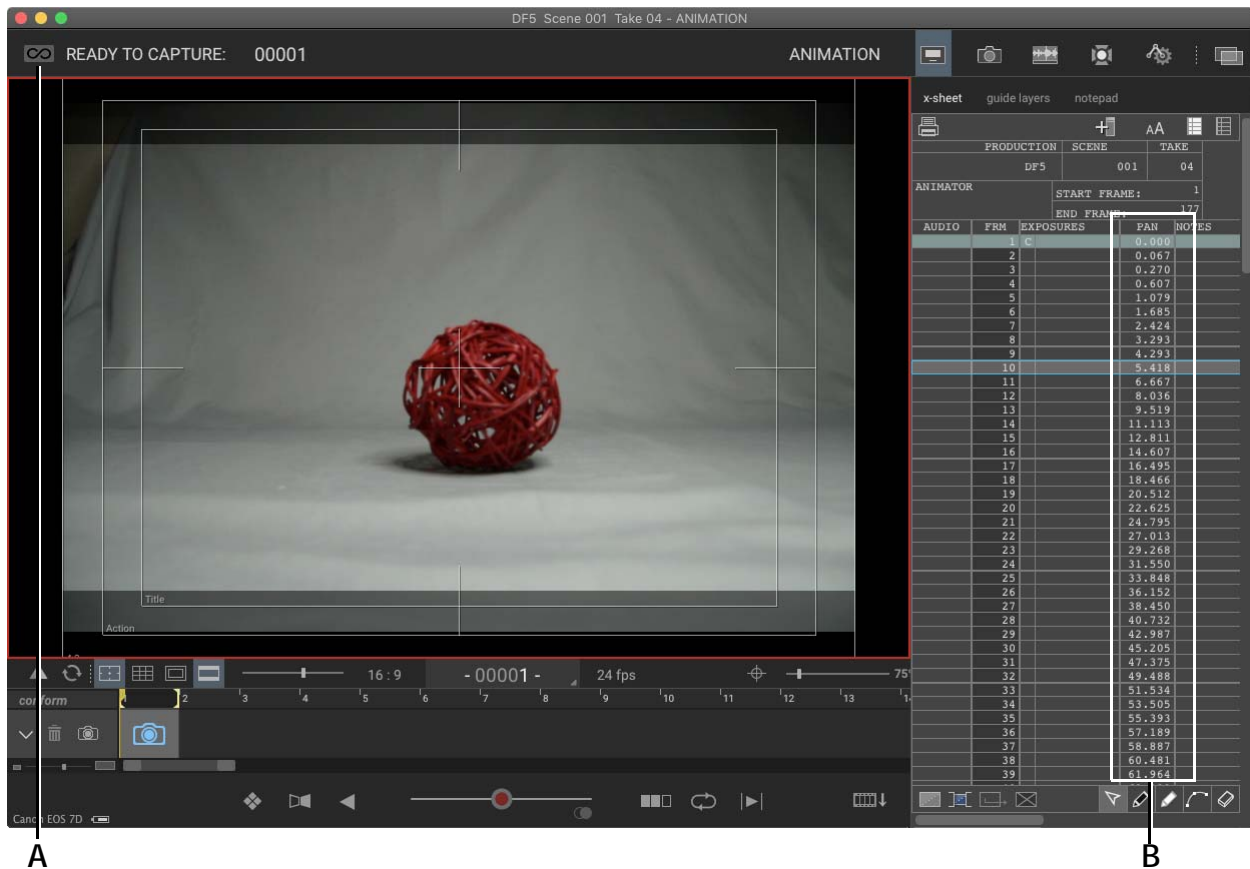 DF5 Scene 001 Take 04 - ANIMATION
READY TO CAPTURE: 00001 ANIMATION
x-sheet guide layers notepad
AA
PRODUCTION SCENE TAKE
DF5 001 04
ANIMATOR START FRAME: 1
END FRAME: 177
AUDIO FRM EXPOSURES PAN NOTES
1 C 0.000
2 0.067
3 0.270
4 0.607
5 1.079
6 1.685
7 2.424
8 3.293
9 4.293
10 5.418
11 6.667
12 8.036
13 9.519
14 11.113
15 12.811
16 14.607
17 16.495
18 18.466
19 20.512
20 22.625
21 24.795
22 27.013
23 29.268
24 31.550
25 33.848
26 36.152
27 38.450
28 40.732
29 42.987
30 45.205
31 47.375
32 49.488
33 51.534
34 53.505
35 55.393
36 57.189
37 58.887
38 60.481
39 61.964
Title
Action
16:9 - 00001 - 24 fps 75
conform 2 3 4 5 6 7 8 9 10 11 12 13
Canon EOS 7D
A B